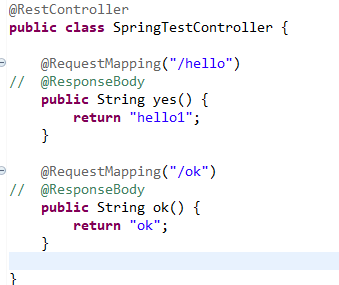 @RestController
public class SpringTestController {
@RequestMapping("/hello")
// @ResponseBody
public String yes() {
return "hello1";
}
@RequestMapping("/ok")
// @ResponseBody
public String ok() {
return "ok";
}
}